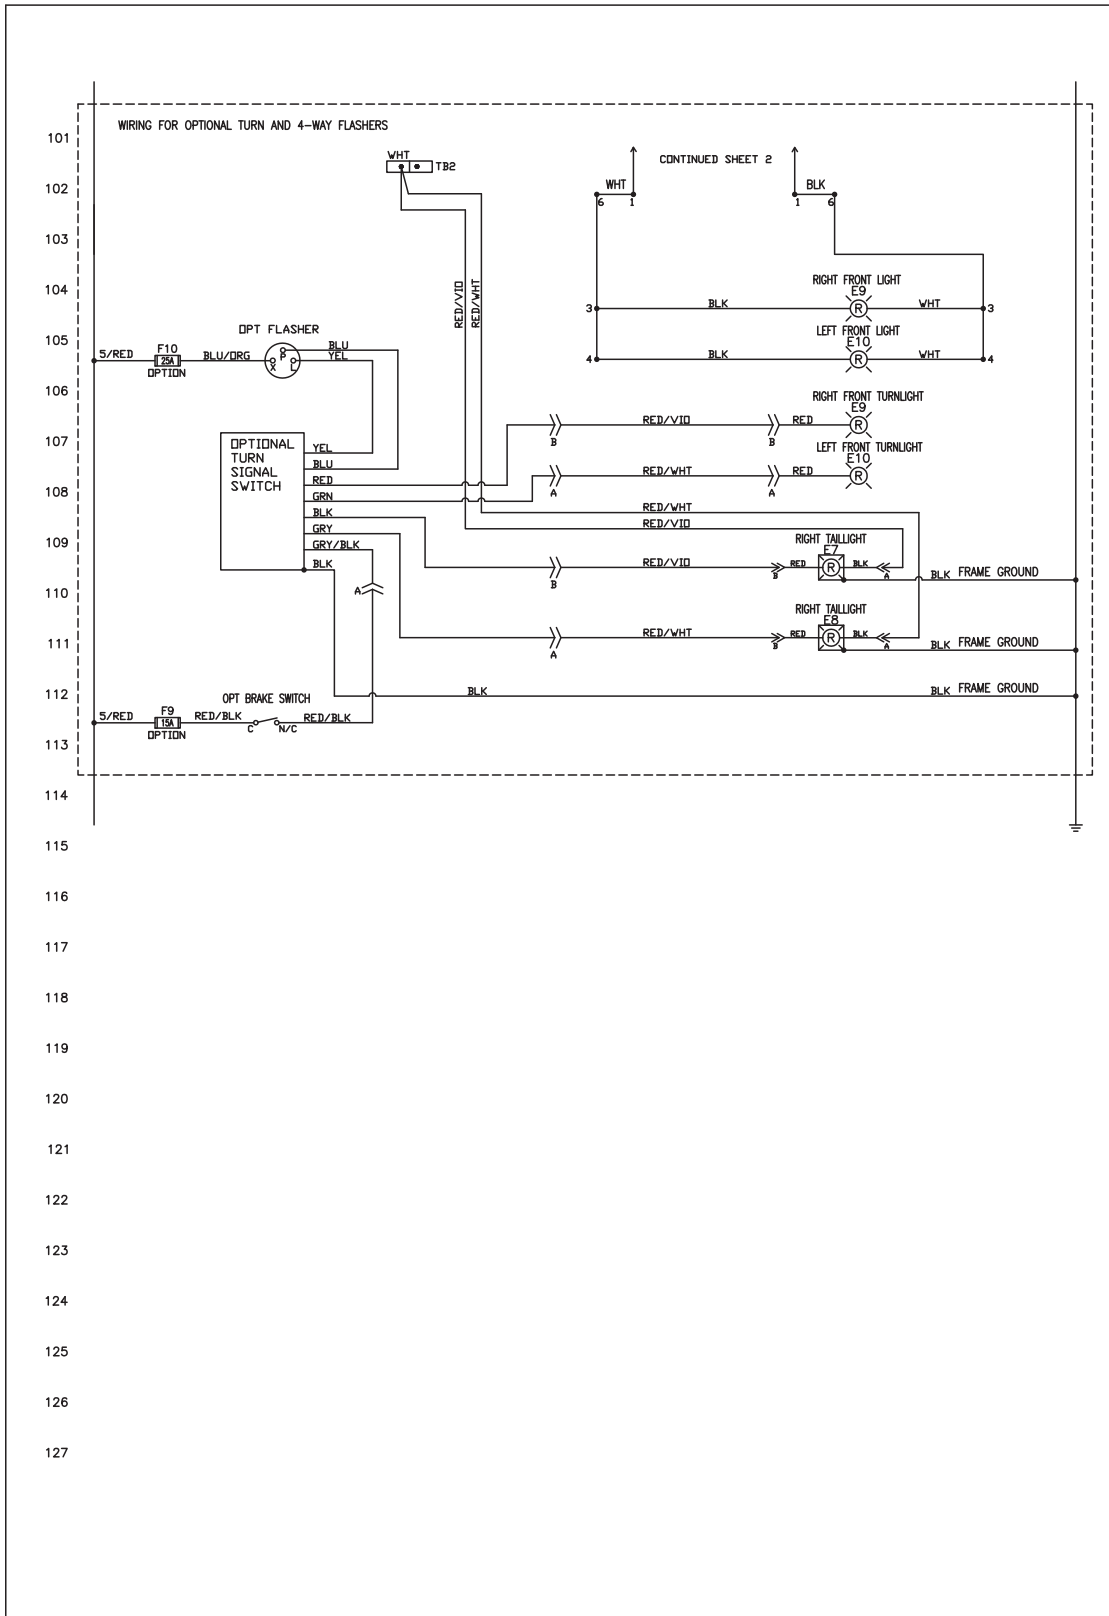 101
WIRING FOR OPTIONAL TURN AND 4-WAY FLASHERS
WHT
TB2
CONTINUED SHEET 2
102
WHT
BLK
6 1
1 6
103
104
RIGHT FRONT LIGHT
E9
RED/VIO
RED/WHT
3
BLK
R
WHT
3
105
OPT FLASHER
LEFT FRONT LIGHT
E10
5/RED
F10
25A
OPTION
BLU/ORG
X
P
L
BLU
YEL
4
BLK
R
WHT
4
106
RIGHT FRONT TURNLIGHT
E9
RED/VIO
RED
R
B
B
107
OPTIONAL
TURN
SIGNAL
SWITCH
YEL
BLU
RED
GRN
BLK
GRY
GRY/BLK
BLK
LEFT FRONT TURNLIGHT
E10
RED/WHT
RED
R
A
A
108
RED/WHT
RED/VIO
109
RIGHT TAILLIGHT
E7
RED/VIO
RED
R
BLK
B
B
A
BLK FRAME GROUND
110
A
RIGHT TAILLIGHT
E8
111
RED/WHT
RED
R
BLK
A
B
A
BLK FRAME GROUND
112
OPT BRAKE SWITCH
BLK
BLK FRAME GROUND
5/RED
F9
15A
OPTION
RED/BLK
C
N/C
RED/BLK
113
114
115
116
117
118
119
120
121
122
123
124
125
126
127